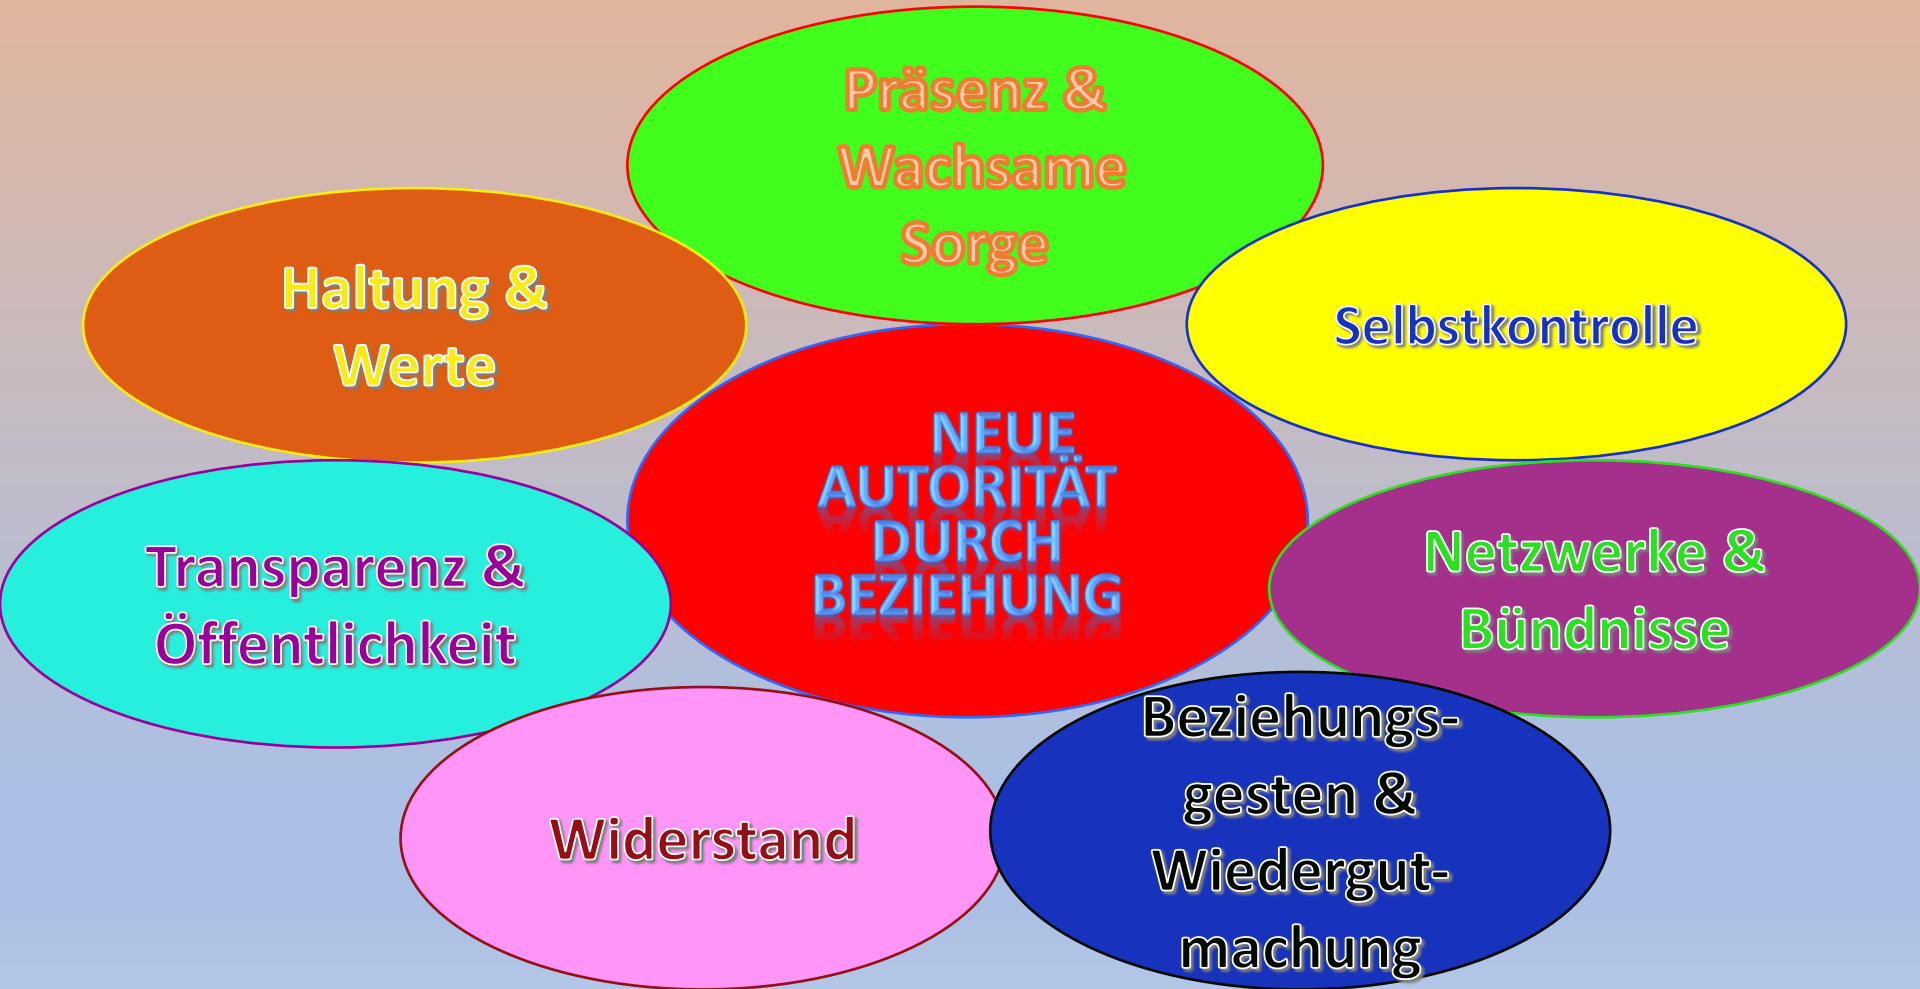 Präsenz &
Wachsame
Sorge
Haltung &
Werte
Selbstkontrolle
NEUE
AUTORITÄT
DURCH
BEZIEHUNG
Transparenz &
Öffentlichkeit
Netzwerke &
Bündnisse
Widerstand
Beziehungs-
gesten &
Wiedergut-
machung